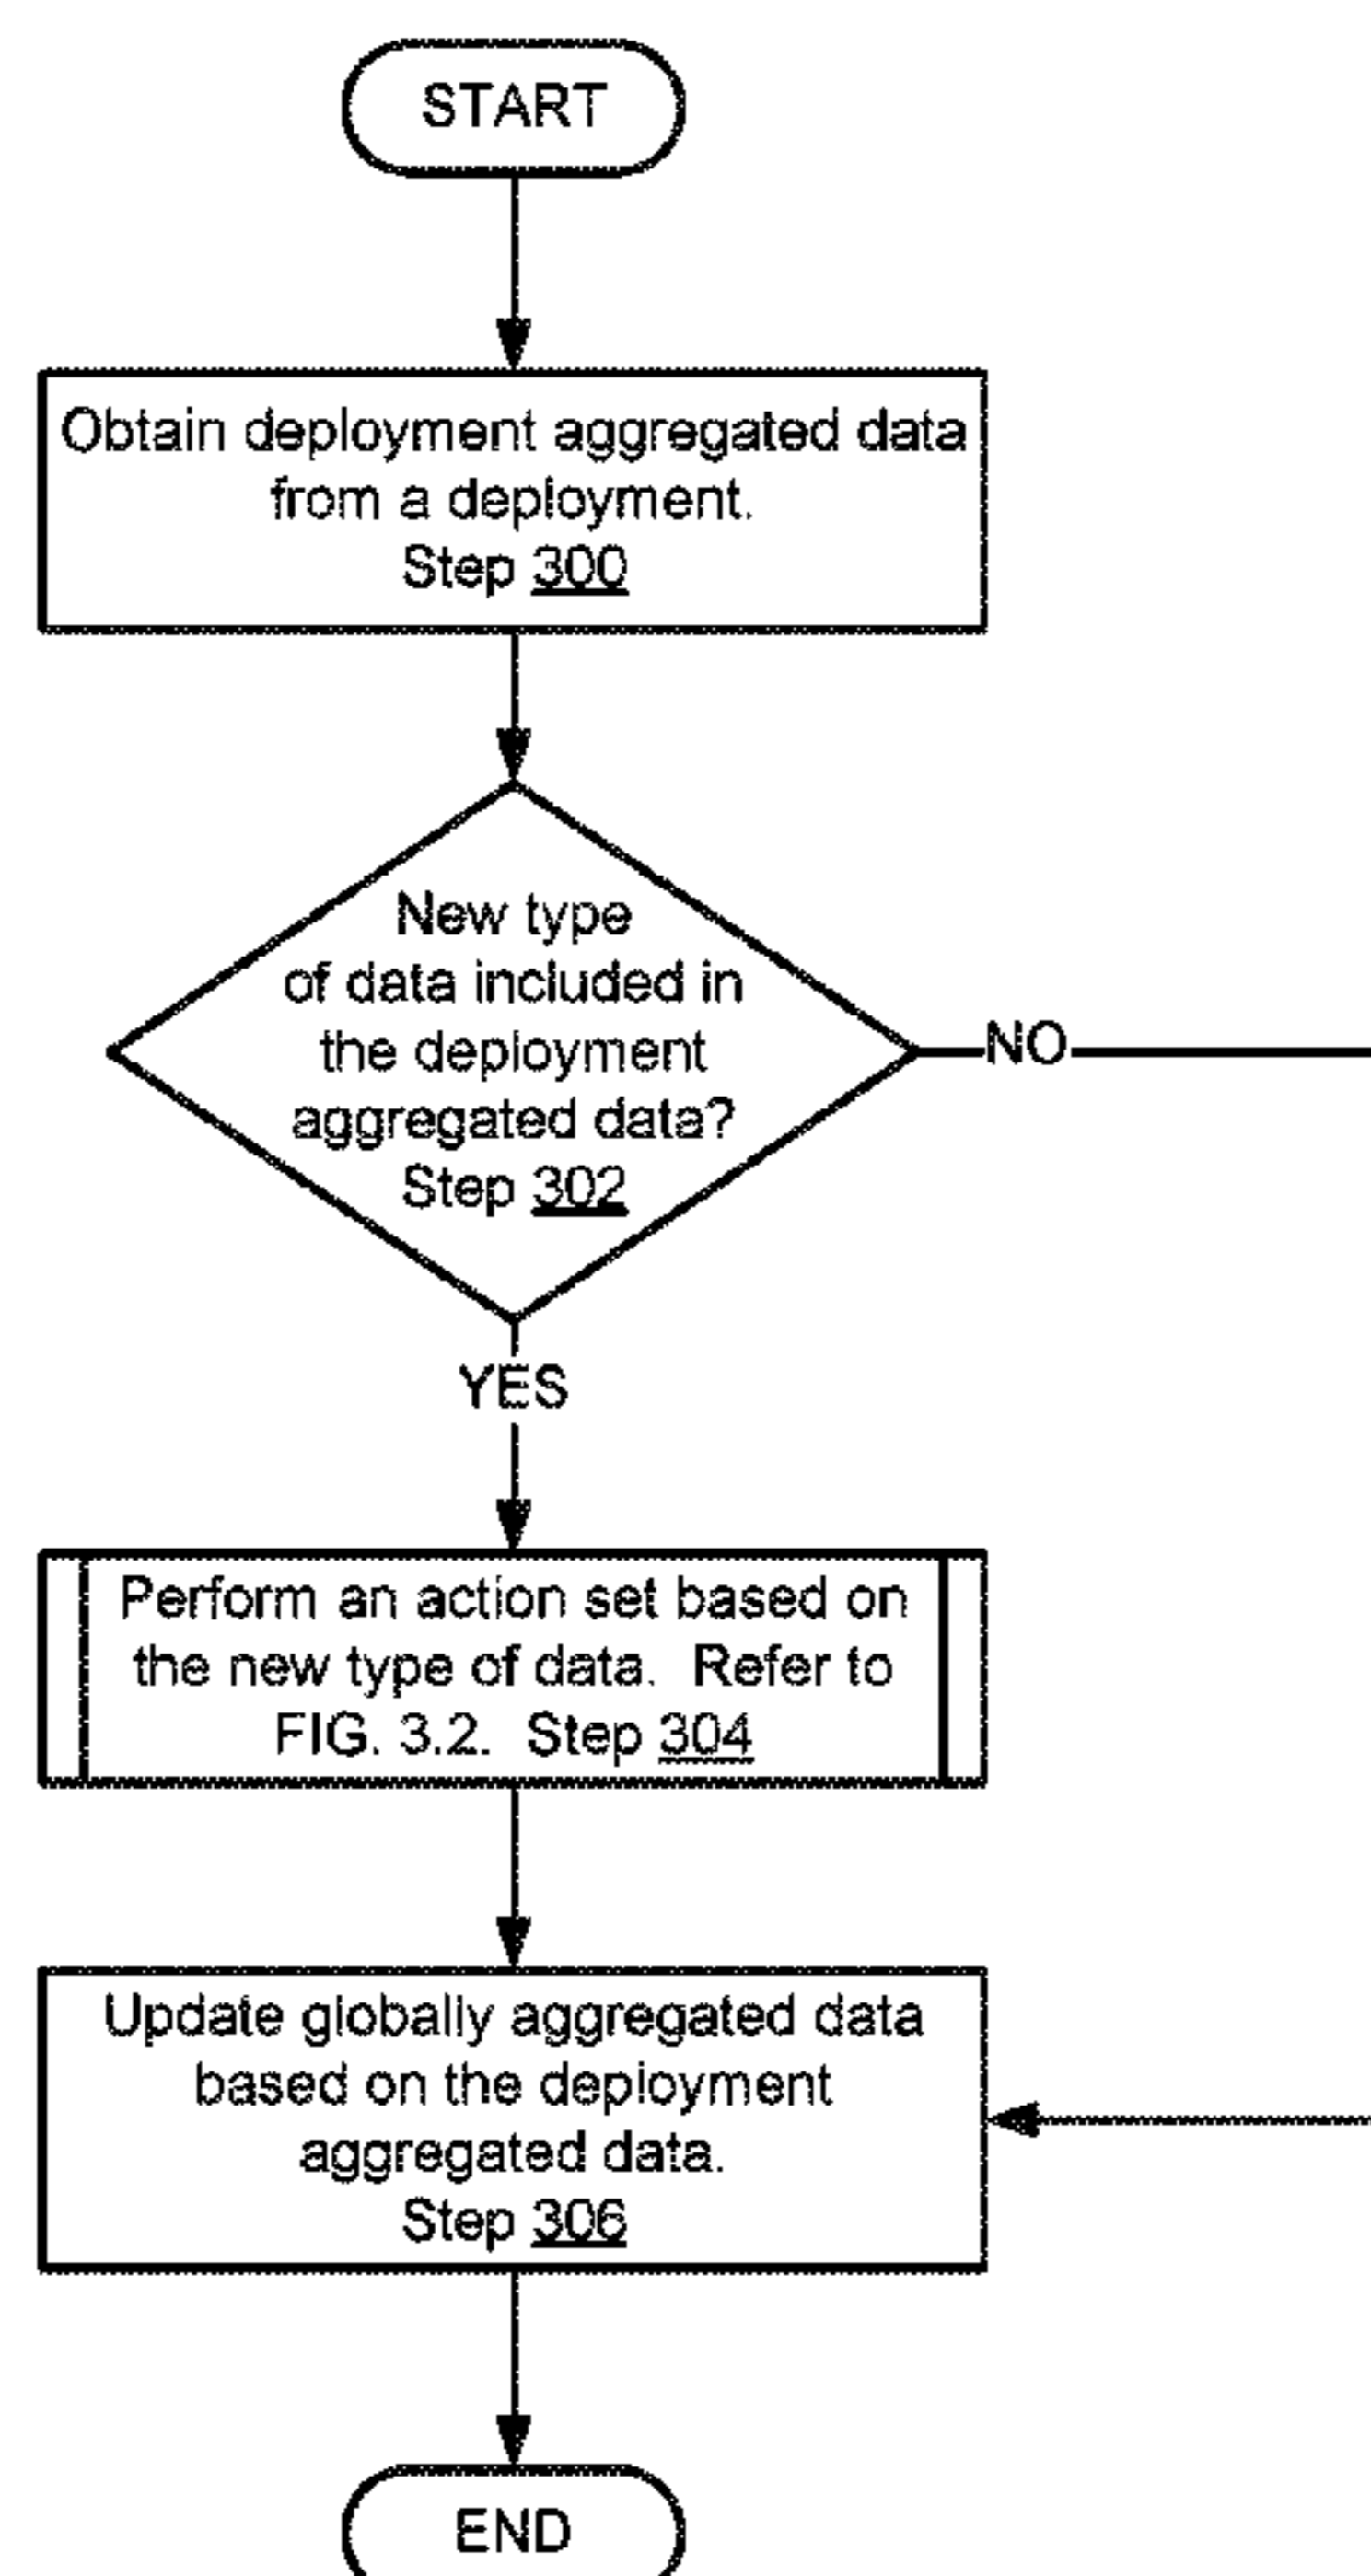 START
Obtain deployment aggregated data
from a deployment.
Step 300
New type
of data included in
the deployment
aggregated data?
Step 302
NO
YES
Perform an action set based on
the new type of data.  Refer to
FIG. 3.2.  Step 304
Update globally aggregated data
based on the deployment
aggregated data.
Step 306
END